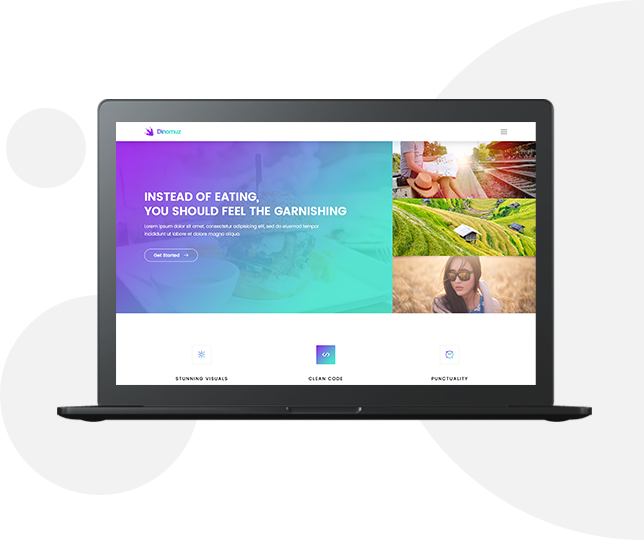 Dinomuz
INSTEAD OF EATING,
YOU SHOULD FEEL THE GARNISHING
Lorem ipsum dolor sit amet, consectetur adipisicing elit, sed do eiusmod tempor
incididunt ut labore et dolore magna aliqua.
Get Started
STUNNING VISUALS
CLEAN CODE
PUNCTUALITY